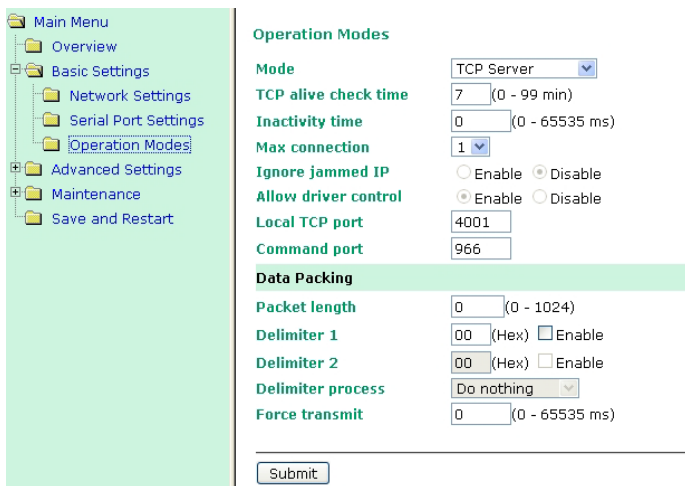 Main Menu
Overview
Basic Settings
Network Settings
Serial Port Settings
Operation Modes
Advanced Settings
Maintenance
Save and Restart
Operation Modes
Mode TCP Server
TCP alive check time 7 (0 - 99 min)
Inactivity time 0 (0 - 65535 ms)
Max connection 1
Ignore jammed IP Enable Disable
Allow driver control Enable Disable
Local TCP port 4001
Command port 966
Data Packing
Packet length 0 (0 - 1024)
Delimiter 1 00 (Hex) Enable
Delimiter 2 00 (Hex) Enable
Delimiter process Do nothing
Force transmit 0 (0 - 65535 ms)
Submit